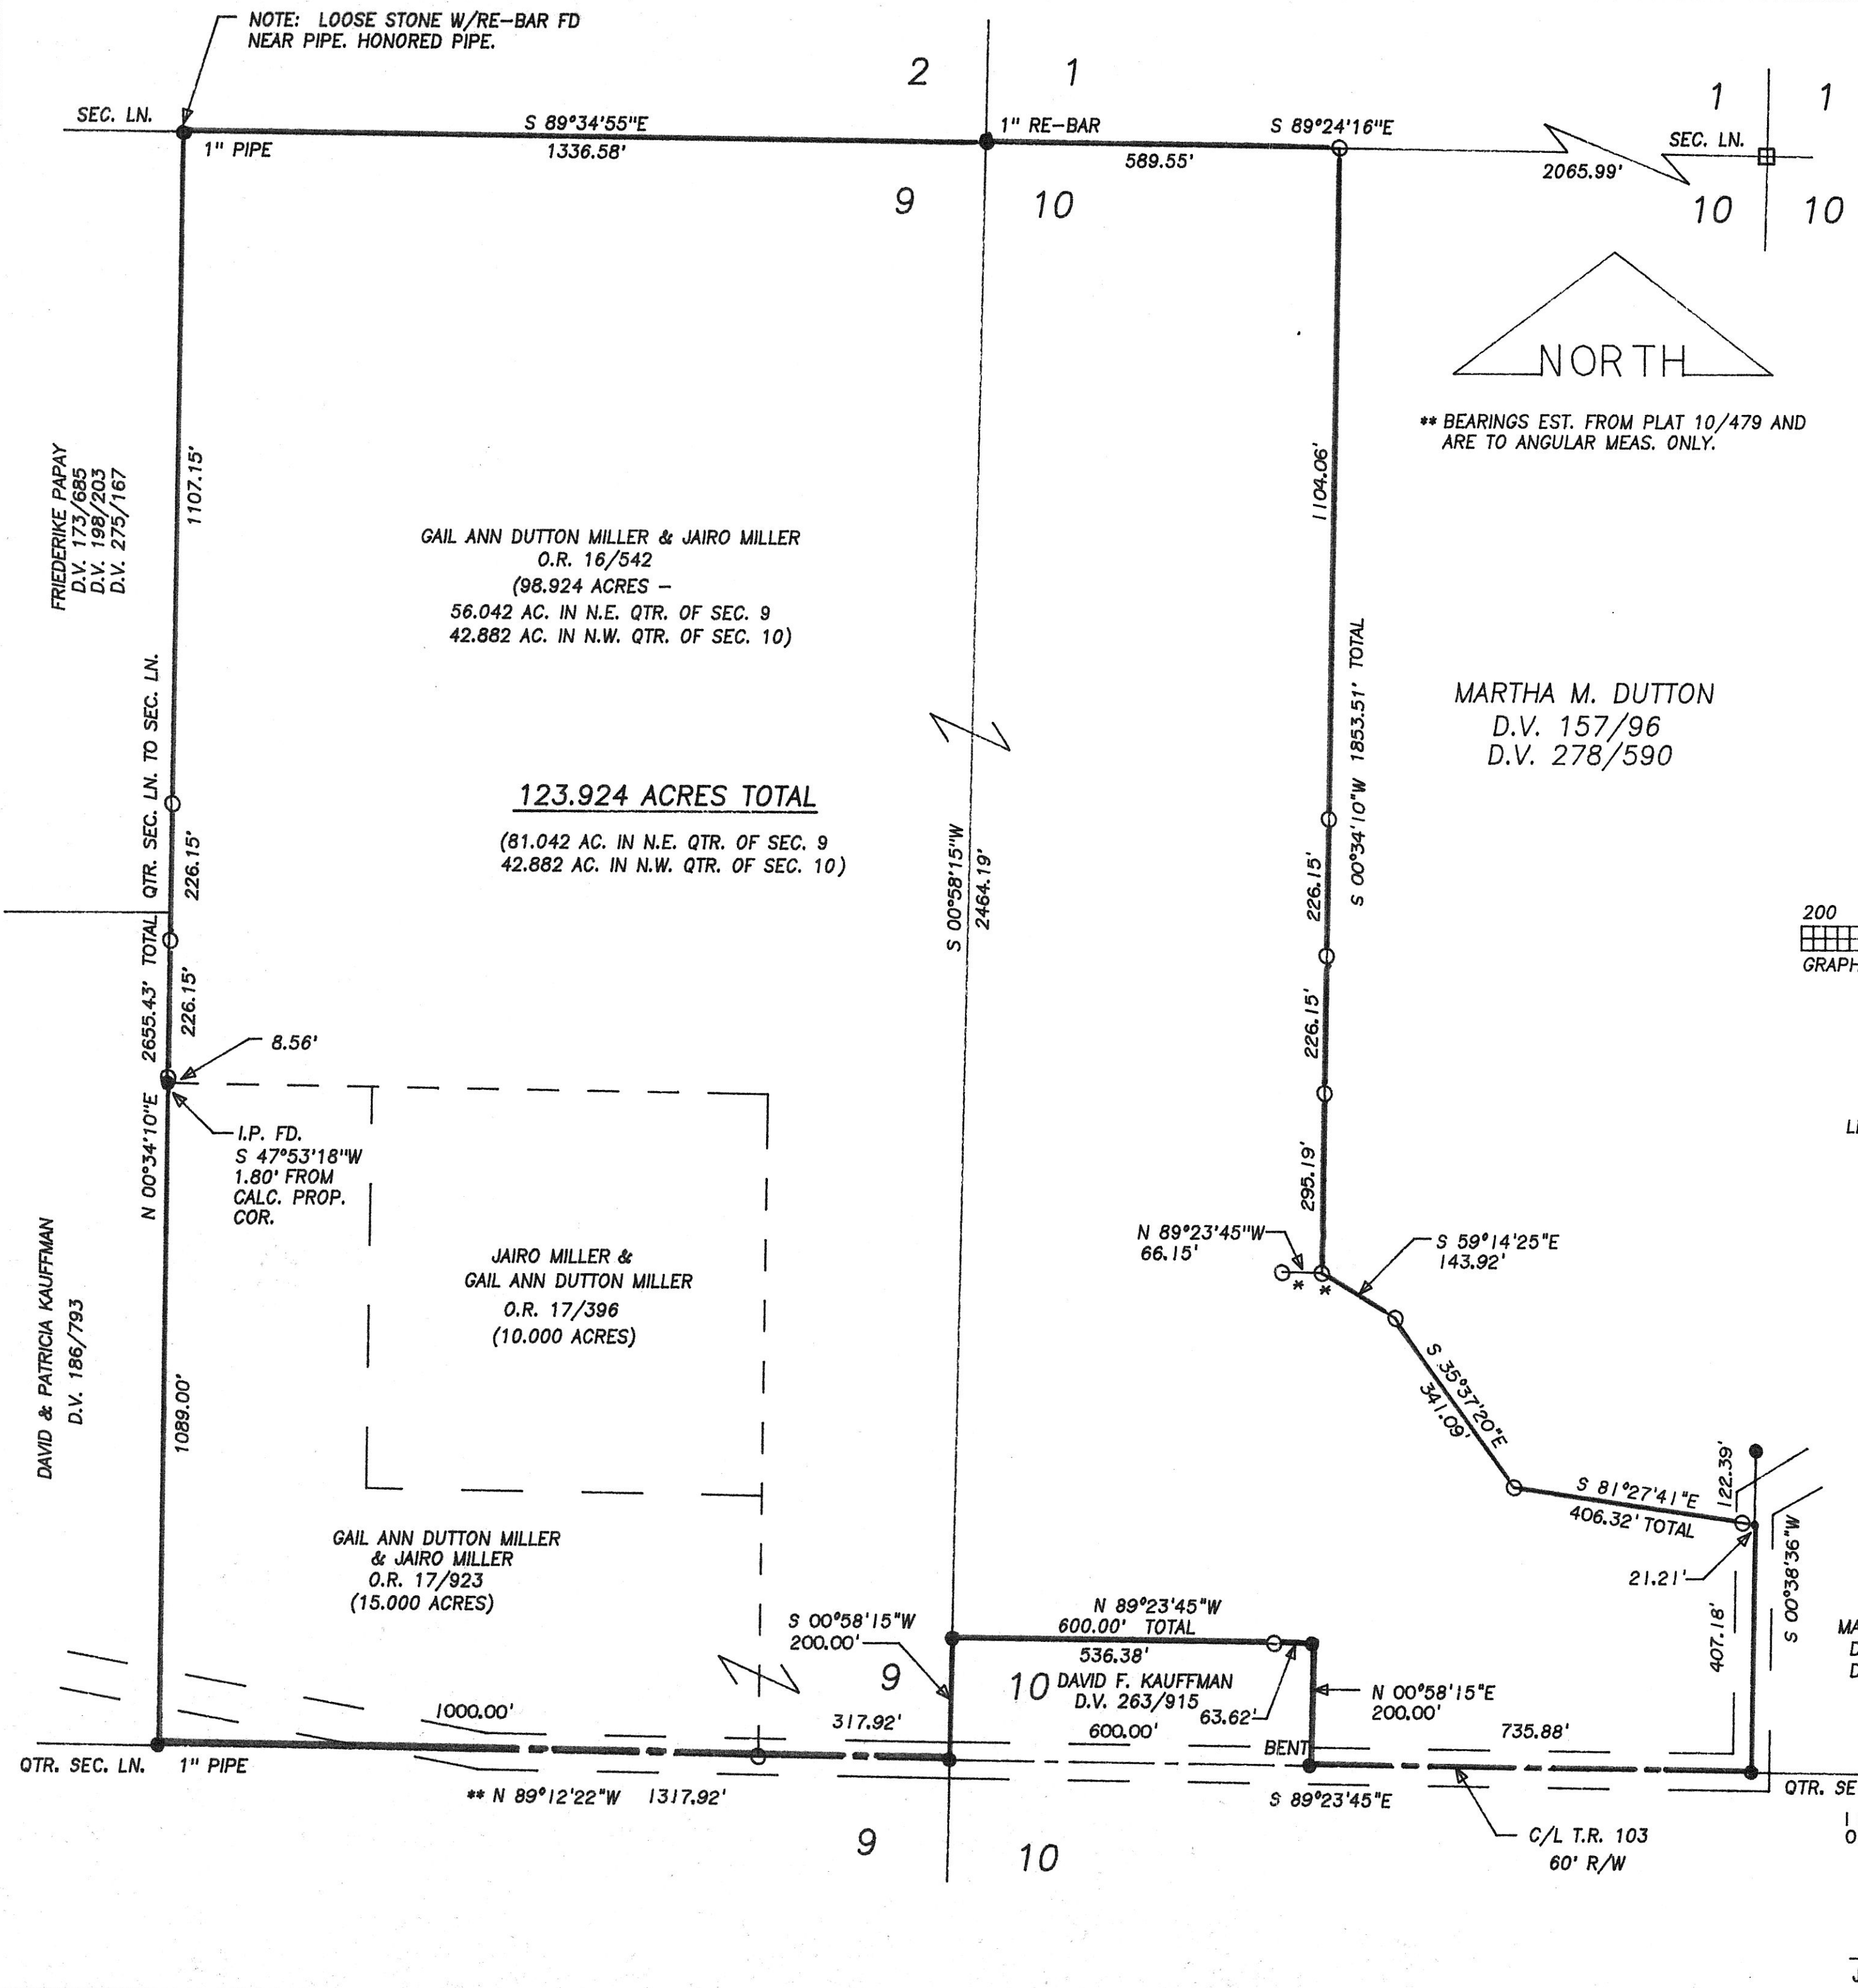 NOTE: LOOSE STONE W/RE-BAR FD
NEAR PIPE. HONORED PIPE.
2
1
1
1
SEC. LN.
S 89°34'55"E
1" RE-BAR
S 89°24'16"E
SEC. LN.
1" PIPE
1336.58'
589.55'
2065.99'
9
10
10
10
NORTH
** BEARINGS EST. FROM PLAT 10/479 AND
ARE TO ANGULAR MEAS. ONLY.
FRIEDERIKE PAPAY
D.V. 173/685
D.V. 198/203
D.V. 275/167
1107.15'
1104.06'
GAIL ANN DUTTON MILLER & JAIRO MILLER
O.R. 16/542
(98.924 ACRES –
56.042 AC. IN N.E. QTR. OF SEC. 9
42.882 AC. IN N.W. QTR. OF SEC. 10)
N 00°34'10"E 2655.43' TOTAL QTR. SEC. LN. TO SEC. LN.
S 00°34'10"W 1853.51' TOTAL
MARTHA M. DUTTON
D.V. 157/96
D.V. 278/590
123.924 ACRES TOTAL
(81.042 AC. IN N.E. QTR. OF SEC. 9
42.882 AC. IN N.W. QTR. OF SEC. 10)
226.15'
S 00°58'15"W
2464.19'
226.15'
200
GRAPH
226.15'
226.15'
8.56'
I.P. FD.
S 47°53'18"W
1.80' FROM
CALC. PROP.
COR.
295.19'
N 89°23'45"W
66.15'
*
*
S 59°14'25"E
143.92'
DAVID & PATRICIA KAUFFMAN
D.V. 186/793
JAIRO MILLER &
GAIL ANN DUTTON MILLER
O.R. 17/396
(10.000 ACRES)
1089.00'
S 35°37'20"E
341.09'
S 81°27'41"E
406.32' TOTAL
122.39'
21.21'
S 00°38'36"W
407.18'
GAIL ANN DUTTON MILLER
& JAIRO MILLER
O.R. 17/923
(15.000 ACRES)
S 00°58'15"W
200.00'
N 89°23'45"W
600.00' TOTAL
536.38'
9
10
DAVID F. KAUFFMAN
D.V. 263/915
63.62'
N 00°58'15"E
200.00'
1000.00'
317.92'
600.00'
735.88'
BENT
QTR. SEC. LN.
1" PIPE
** N 89°12'22"W 1317.92'
S 89°23'45"E
QTR. SE
C/L T.R. 103
60' R/W
9
10